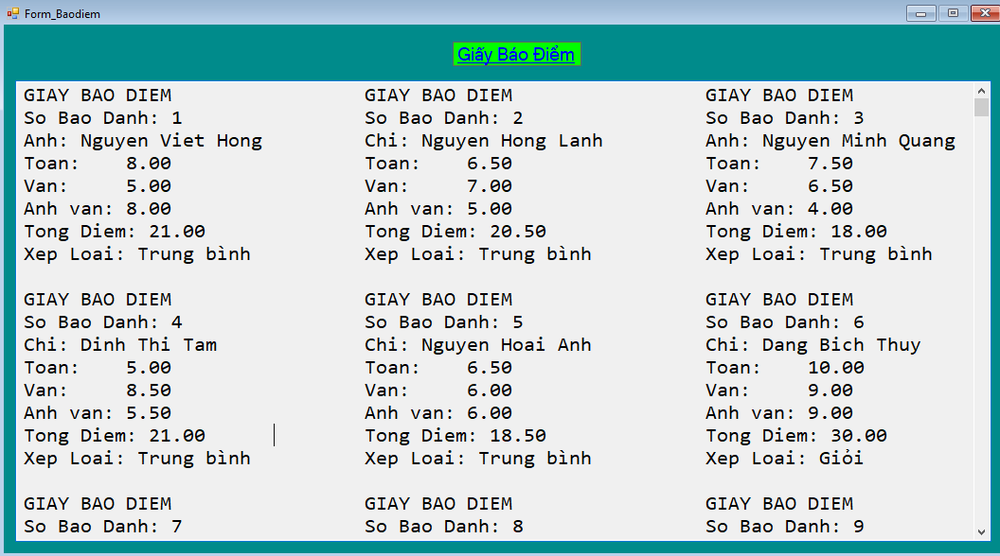 Form_Baodiem
Giấy Báo Điểm
GIAY BAO DIEM GIAY BAO DIEM GIAY BAO DIEM
So Bao Danh: 1 So Bao Danh: 2 So Bao Danh: 3
Anh: Nguyen Viet Hong Chi: Nguyen Hong Lanh Anh: Nguyen Minh Quang
Toan: 8.00 Toan: 6.50 Toan: 7.50
Van: 5.00 Van: 7.00 Van: 6.50
Anh van: 8.00 Anh van: 5.00 Anh van: 4.00
Tong Diem: 21.00 Tong Diem: 20.50 Tong Diem: 18.00
Xep Loai: Trung bình Xep Loai: Trung bình Xep Loai: Trung bình
GIAY BAO DIEM GIAY BAO DIEM GIAY BAO DIEM
So Bao Danh: 4 So Bao Danh: 5 So Bao Danh: 6
Chi: Dinh Thi Tam Chi: Nguyen Hoai Anh Chi: Dang Bich Thuy
Toan: 5.00 Toan: 6.50 Toan: 10.00
Van: 8.50 Van: 6.00 Van: 9.00
Anh van: 5.50 Anh van: 6.00 Anh van: 9.00
Tong Diem: 21.00 Tong Diem: 18.50 Tong Diem: 30.00
Xep Loai: Trung bình Xep Loai: Trung bình Xep Loai: Giỏi
GIAY BAO DIEM GIAY BAO DIEM GIAY BAO DIEM
So Bao Danh: 7 So Bao Danh: 8 So Bao Danh: 9